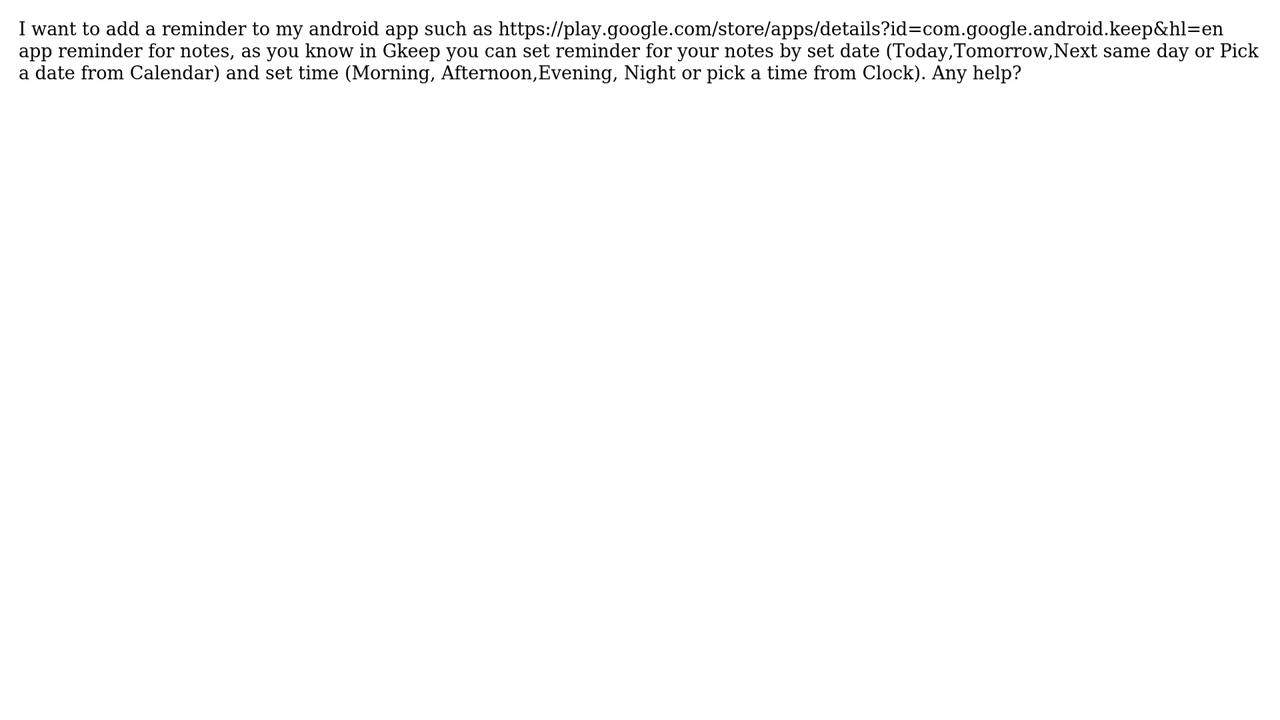 I want to add a reminder to my android app such as https://play.google.com/store/apps/details?id=com.google.android.keep&hl=en
app reminder for notes, as you know in Gkeep you can set reminder for your notes by set date (Today,Tomorrow,Next same day or Pick
a date from Calendar) and set time (Morning, Afternoon,Evening, Night or pick a time from Clock). Any help?